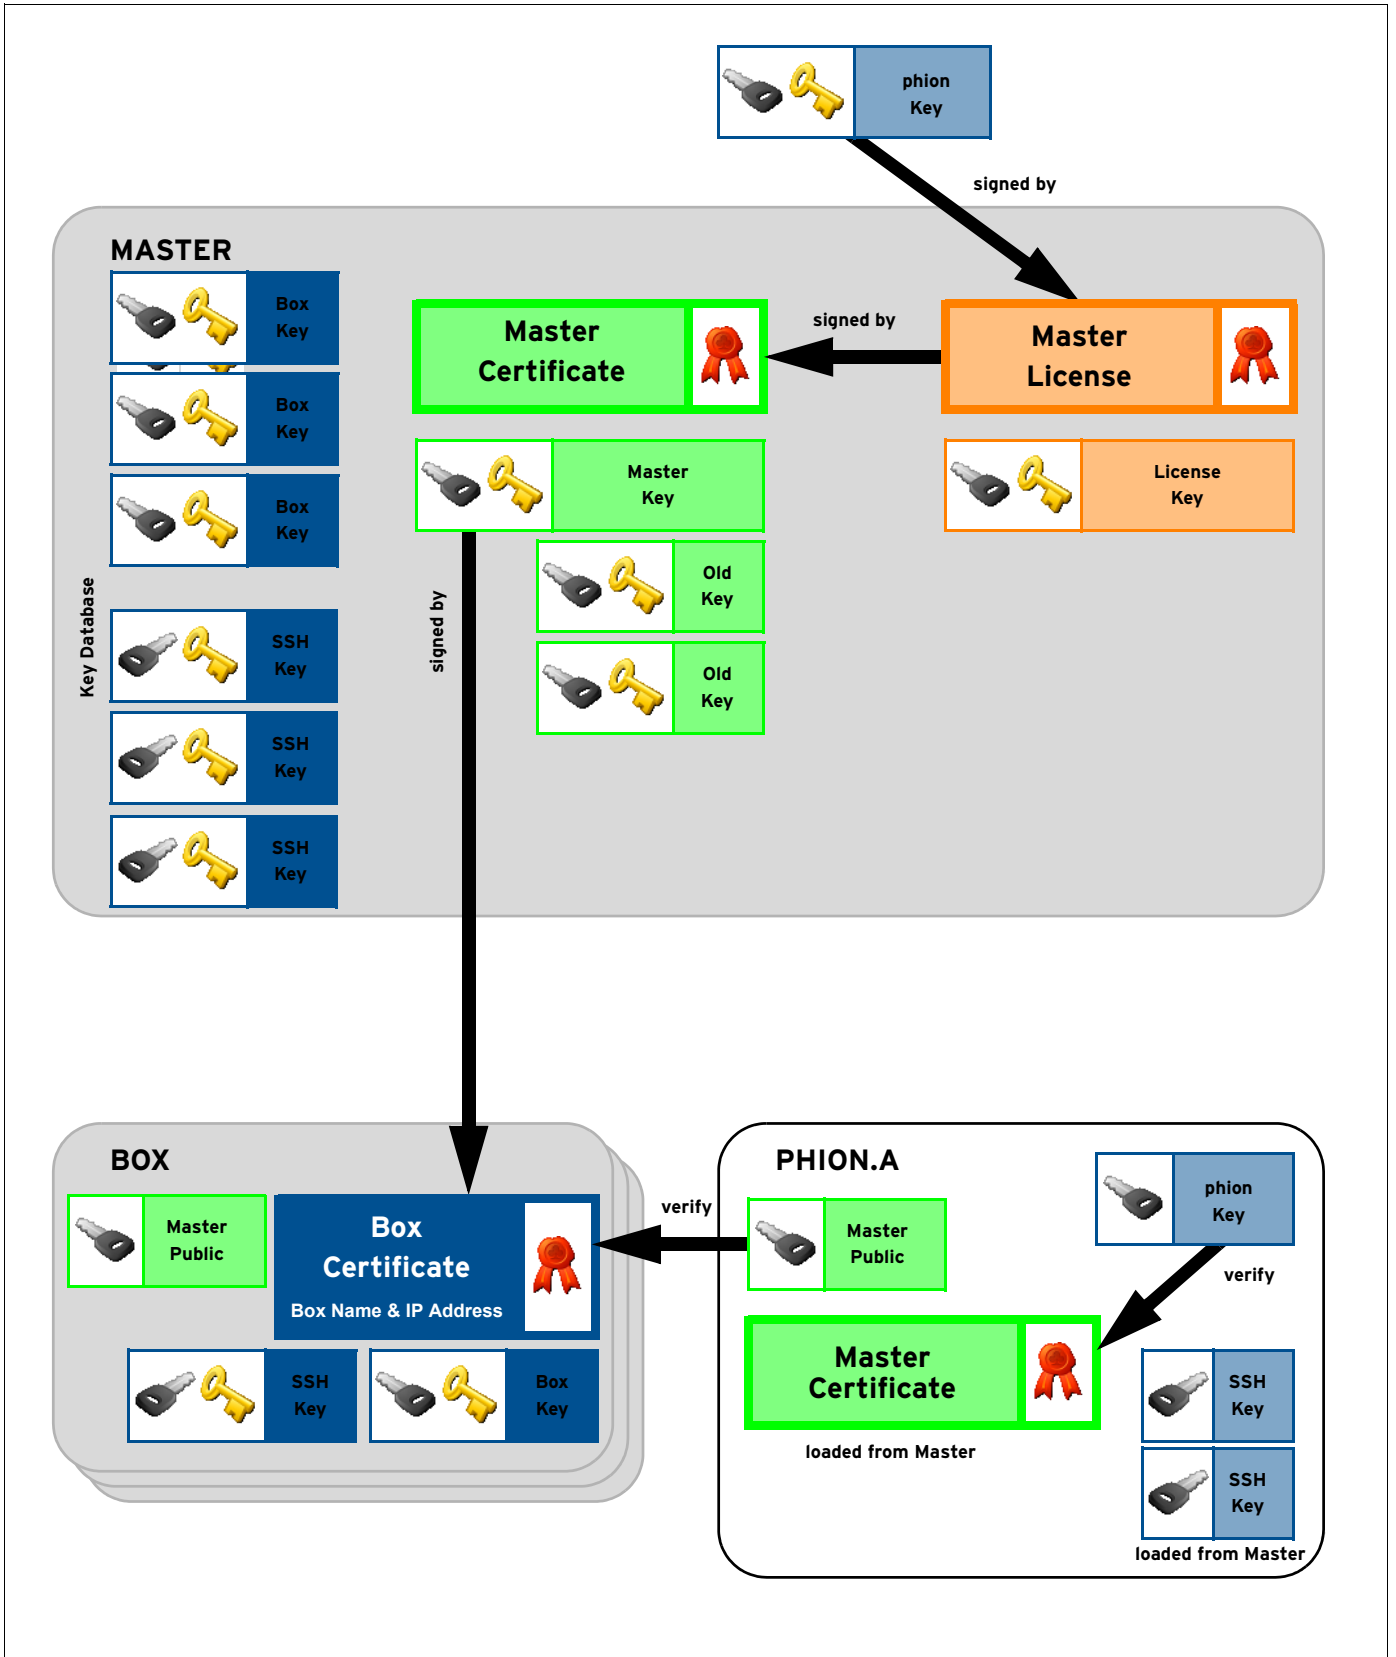 phion
Key
signed by
MASTER
Box
Key
Box
Key
Box
Key
Key Database
SSH
Key
SSH
Key
SSH
Key
Master
Certificate
signed by
Master
License
Master
Key
License
Key
Old
Key
Old
Key
signed by
BOX
Master
Public
Box
Certificate
Box Name & IP Address
SSH
Key
Box
Key
verify
PHION.A
Master
Public
phion
Key
verify
Master
Certificate
loaded from Master
SSH
Key
SSH
Key
loaded from Master